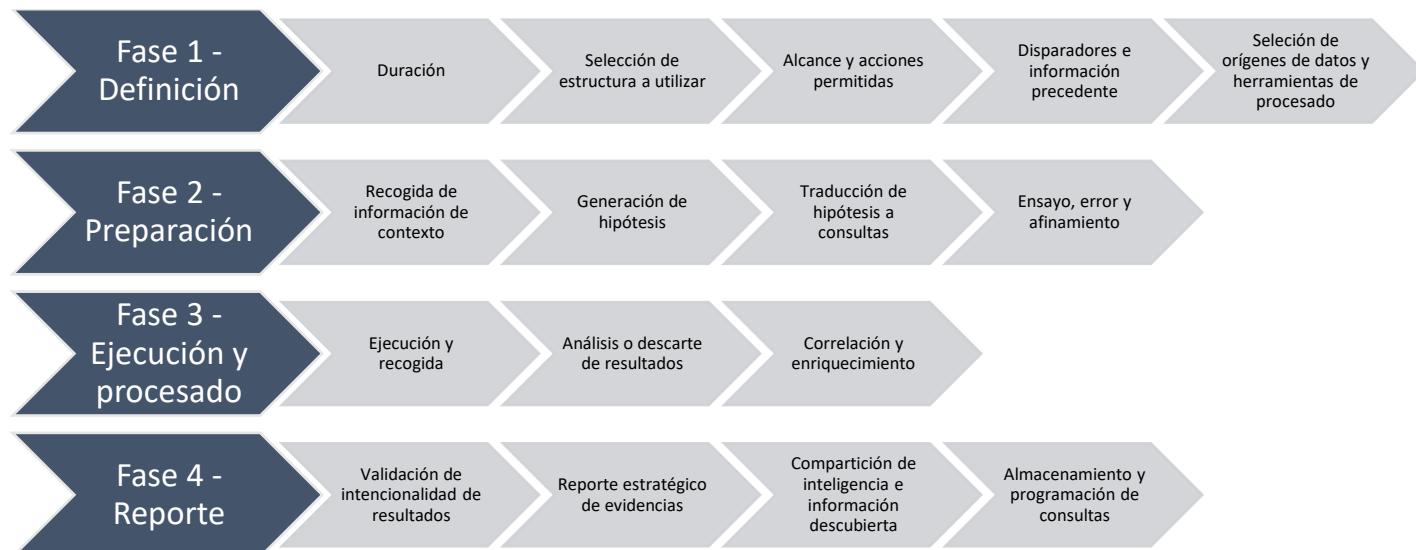 Fase 1 -
Definición
Duración
Selección de
estructura a utilizar
Alcance y acciones
permitidas
Disparadores e
información
precedente
Seleción de
orígenes de datos y
herramientas de
procesado
Fase 2 -
Preparación
Recogida de
información de
contexto
Generación de
hipótesis
Traducción de
hipótesis a
consultas
Ensayo, error y
afinamiento
Fase 3 -
Ejecución y
procesado
Ejecución y
recogida
Análisis o descarte
de resultados
Correlación y
enriquecimiento
Fase 4 -
Reporte
Validación de
intencionalidad de
resultados
Reporte estratégico
de evidencias
Compartición de
inteligencia e
información
descubierta
Almacenamiento y
programación de
consultas